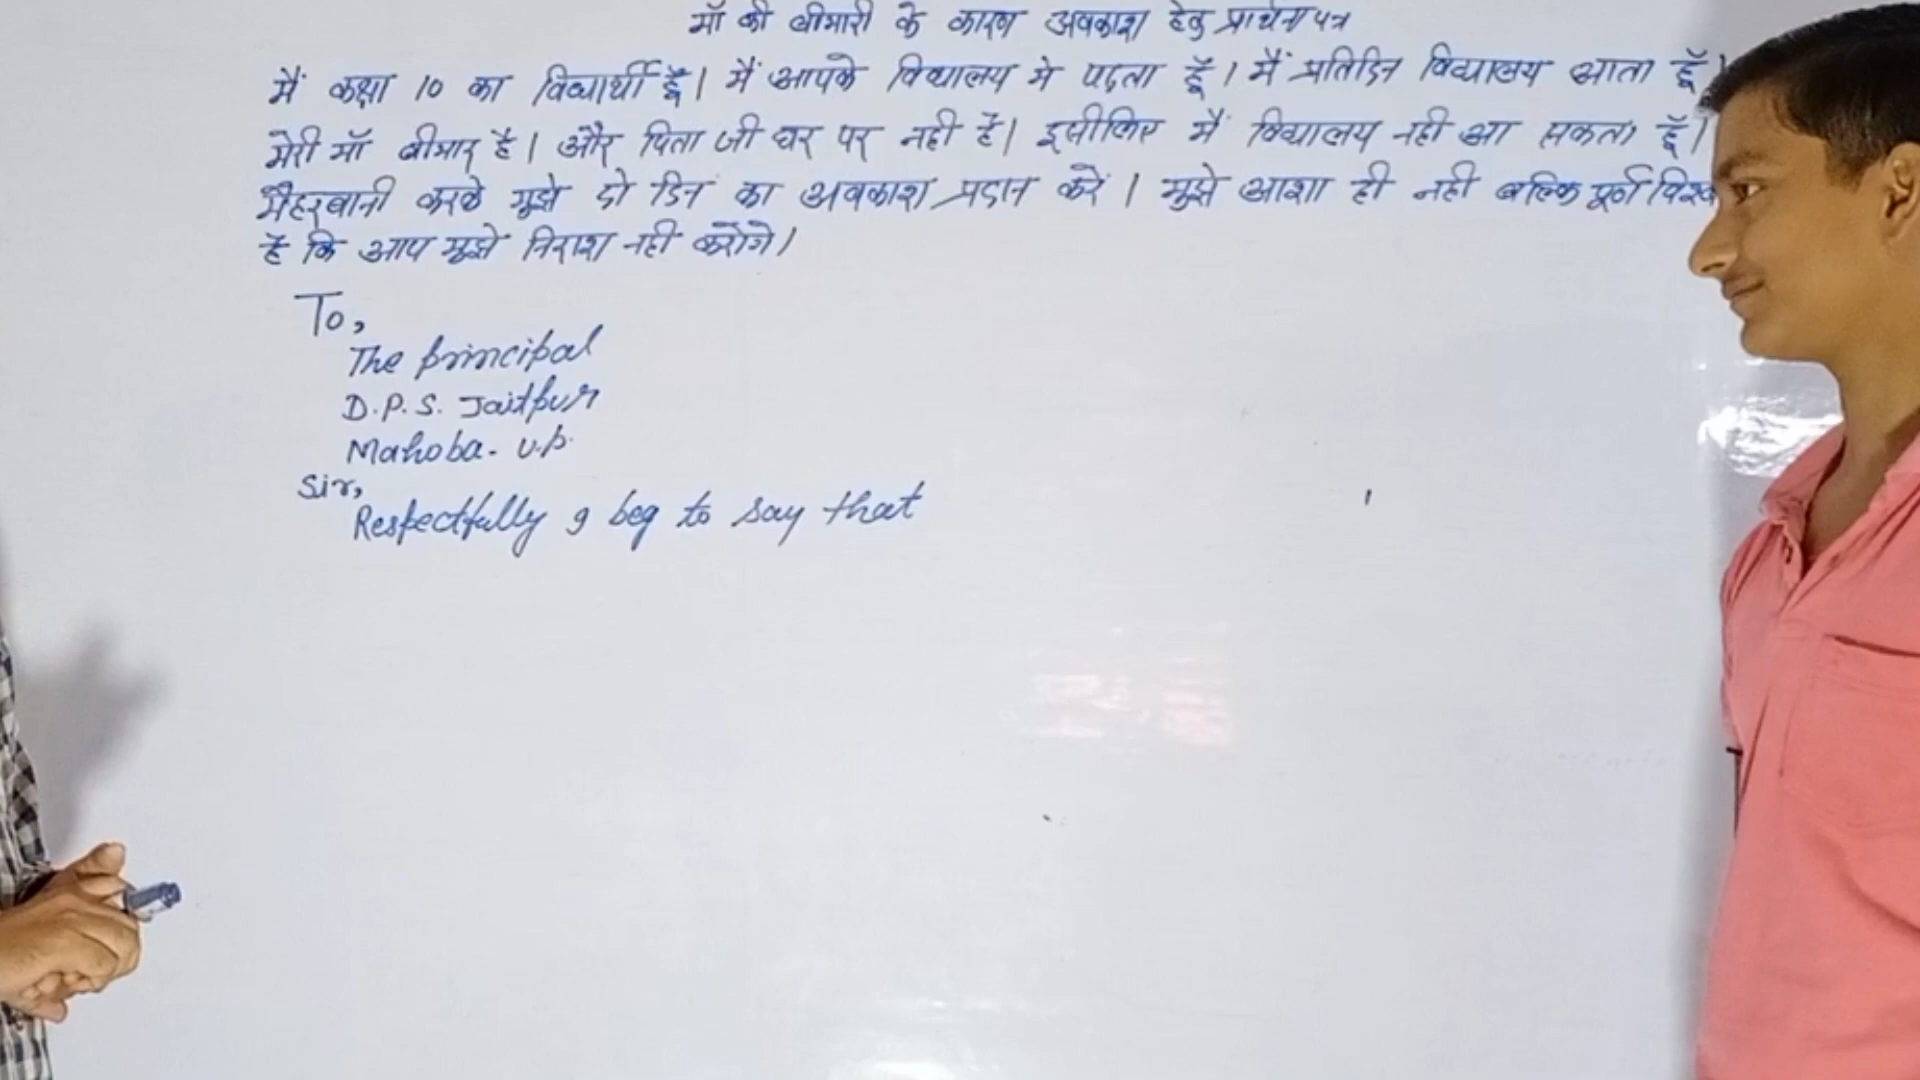 माँ की बीमारी के कारण अवकाश हेतु प्रार्थना पत्र
मैं कक्षा 10 का विद्यार्थी हूँ। मैं आपके विद्यालय मे पढ़ता हूँ। मैं प्रतिदिन विद्यालय आता हूँ।
मेरी माँ बीमार है। और पिता जी घर पर नही है। इसीलिए मैं विद्यालय नही आ सकता हूँ।
मैहरवानी करके मुझे दो दिन का अवकाश प्रदान करें। मुझे आशा ही नही बल्कि पूर्ण
है कि आप मुझे निराश नही करोगे।
To,
The principal
D.P.S. Jaitpur
Mahoba. U.p.
Sir,
Respectfully I beg to say that